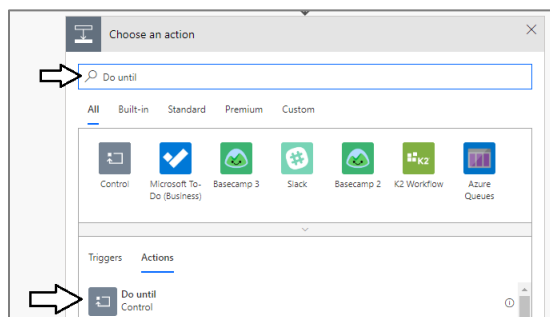 Choose an action
Do until
All Built-in Standard Premium Custom
Control Microsoft To-Do (Business) Basecamp 3 Slack Basecamp 2 K2 Workflow Azure Queues
Triggers Actions
Do until
Control